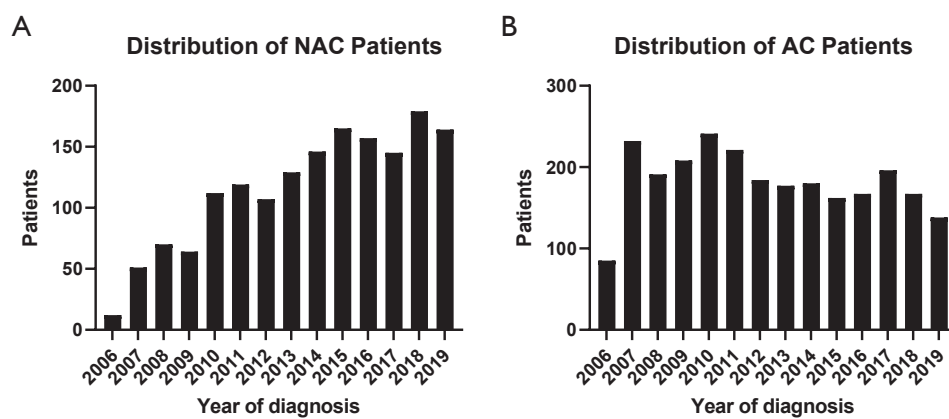 A
Distribution of NAC Patients
200
150
100
50
0
Patients
2006 2007 2008 2009 2010 2011 2012 2013 2014 2015 2016 2017 2018 2019
Year of diagnosis
B
Distribution of AC Patients
300
200
100
0
Patients
2006 2007 2008 2009 2010 2011 2012 2013 2014 2015 2016 2017 2018 2019
Year of diagnosis